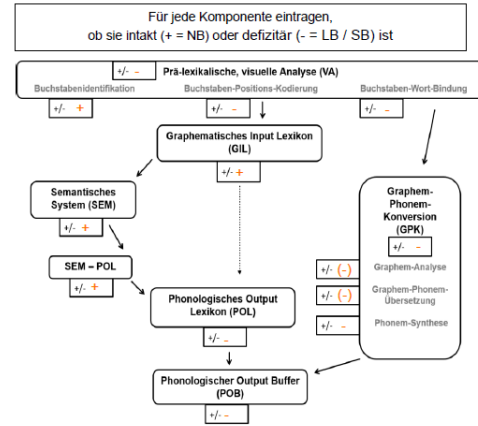 Für jede Komponente eintragen,
ob sie intakt (+ = NB) oder defizitär (- = LB / SB) ist
+/- - Prä-lexikalische, visuelle Analyse (VA)
Buchstabenidentifikation Buchstaben-Positions-Kodierung Buchstaben-Wort-Bindung
+/- + +/- - +/- -
Graphematisches Input Lexikon
(GIL)
+/- +
Semantisches
System (SEM)
+/- +
SEM – POL
+/- +
Phonologisches Output
Lexikon (POL)
+/- -
Phonologischer Output Buffer
(POB)
+/- -
Graphem-
Phonem-
Konversion
(GPK)
+/- -
+/- (-) Graphem-Analyse
+/- (-) Graphem-Phonem-
Übersetzung
+/- - Phonem-Synthese